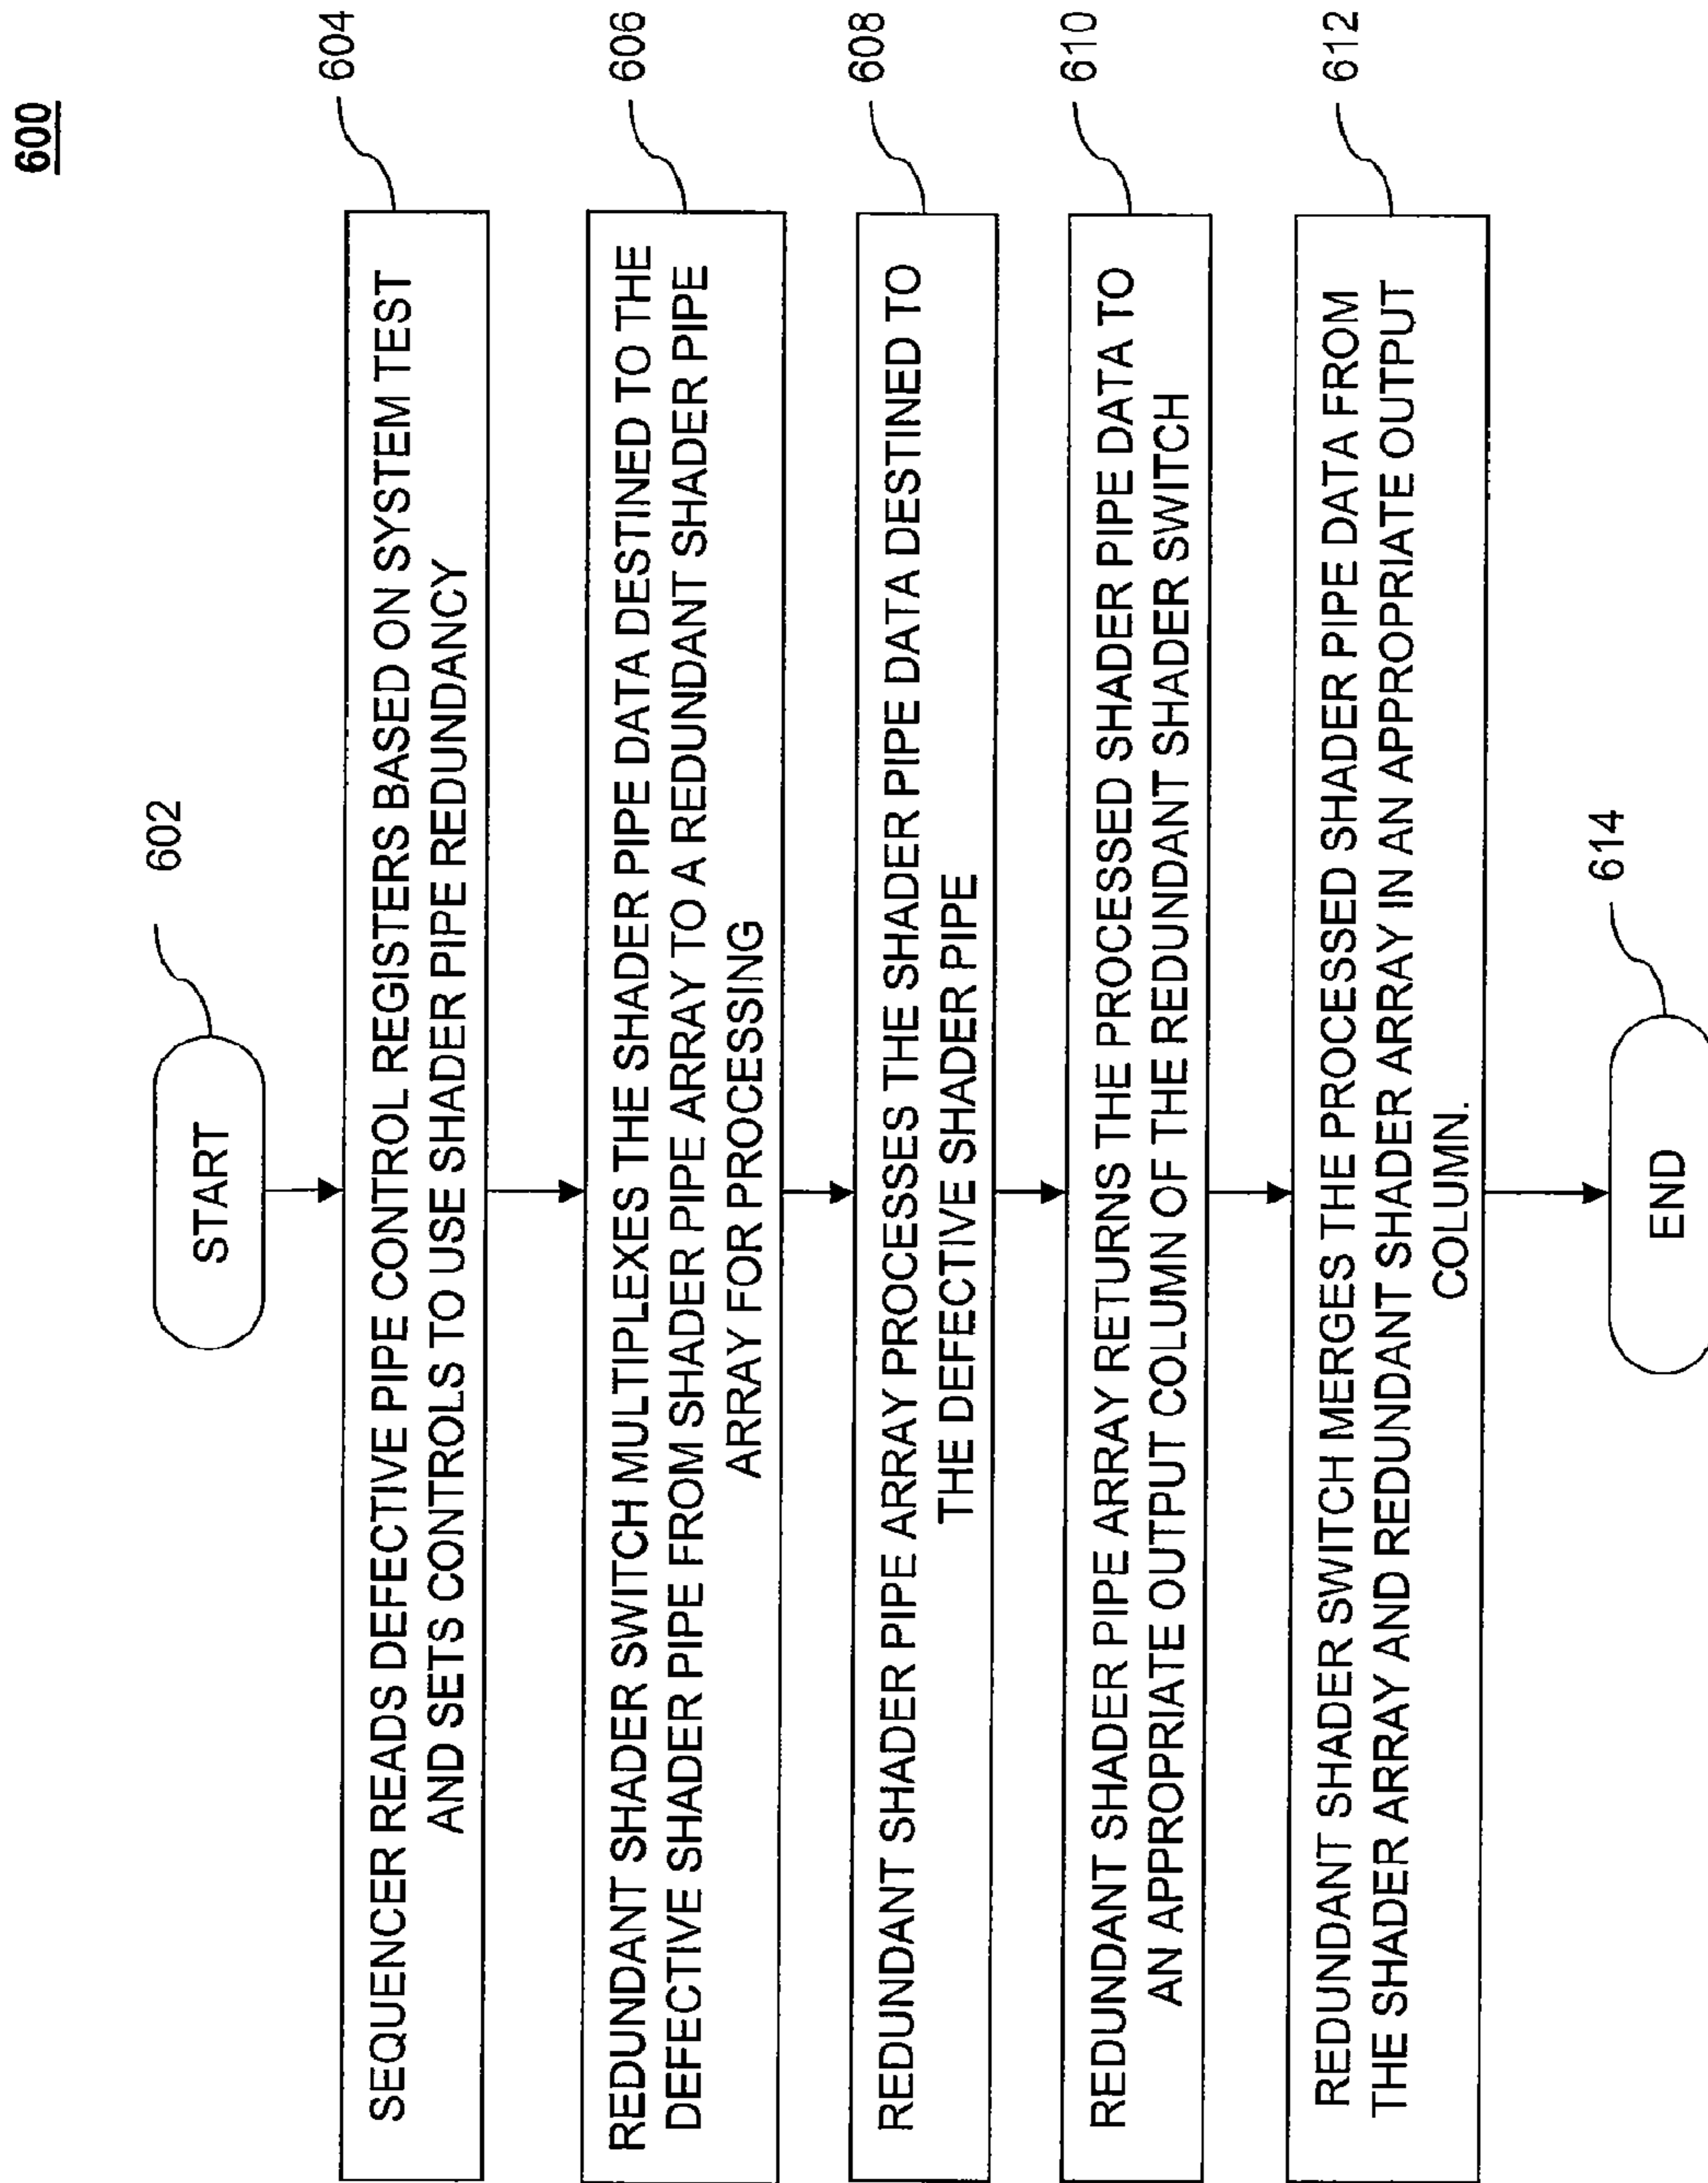 600
START
602
SEQUENCER READS DEFECTIVE PIPE CONTROL REGISTERS BASED ON SYSTEM TEST
AND SETS CONTROLS TO USE SHADER PIPE REDUNDANCY
604
REDUNDANT SHADER SWITCH MULTIPLEXES THE SHADER PIPE DATA DESTINED TO THE
DEFECTIVE SHADER PIPE FROM SHADER PIPE ARRAY TO A REDUNDANT SHADER PIPE
ARRAY FOR PROCESSING
606
REDUNDANT SHADER PIPE ARRAY PROCESSES THE SHADER PIPE DATA DESTINED TO
THE DEFECTIVE SHADER PIPE
608
REDUNDANT SHADER PIPE ARRAY RETURNS THE PROCESSED SHADER PIPE DATA TO
AN APPROPRIATE OUTPUT COLUMN OF THE REDUNDANT SHADER SWITCH
610
REDUNDANT SHADER SWITCH MERGES THE PROCESSED SHADER PIPE DATA FROM
THE SHADER ARRAY AND REDUNDANT SHADER ARRAY IN AN APPROPRIATE OUTPUT
COLUMN.
612
END
614